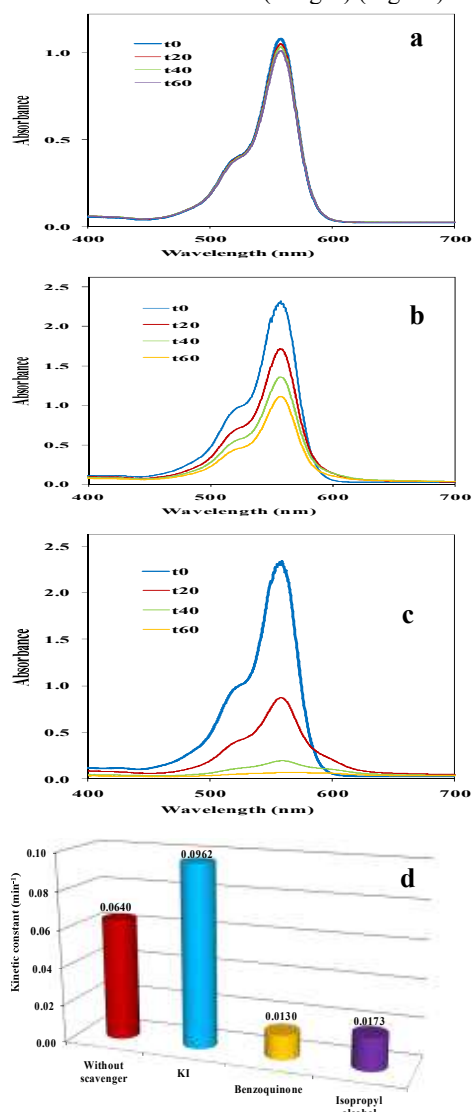 a
t0
t20
t40
t60
1.0
0.5
0.0
Absorbance
400 500 600 700
Wavelength (nm)
b
t0
t20
t40
t60
2.5
2.0
1.5
1.0
0.5
0.0
Absorbance
400 500 600 700
Wavelength (nm)
c
t0
t20
t40
t60
2.5
2.0
1.5
1.0
0.5
0.0
Absorbance
400 500 600 700
Wavelength (nm)
d
0.10
0.08
0.06
0.04
0.02
0.00
Kinetic constant (min⁻¹)
0.0640
0.0962
0.0130
0.0173
Without
scavenger
KI
Benzoquinone
Isopropyl